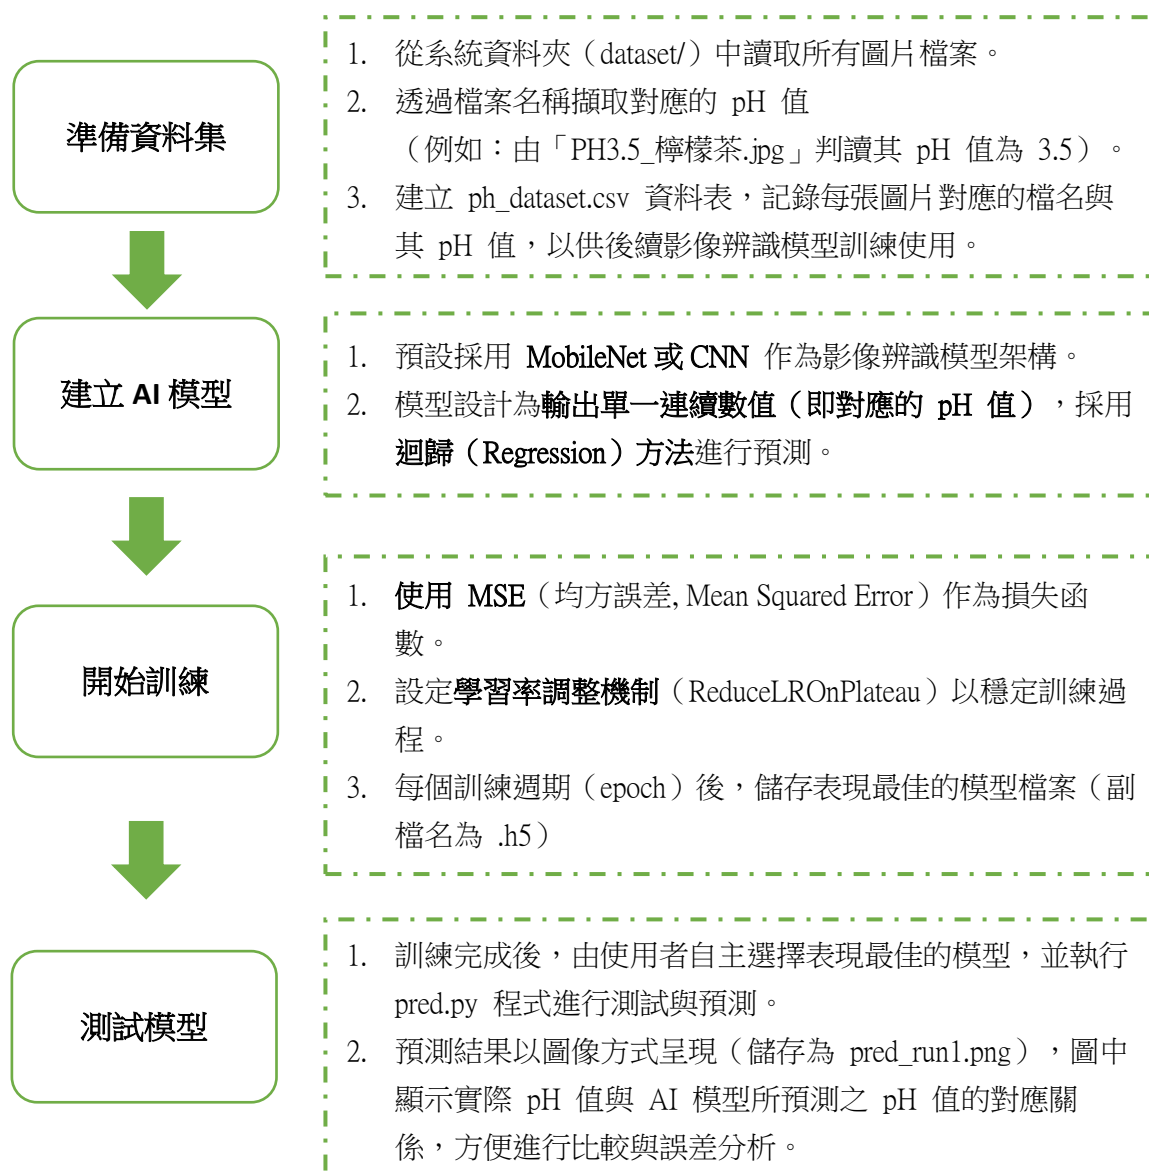 準備資料集
1. 從系統資料夾（dataset/）中讀取所有圖片檔案。
2. 透過檔案名稱擷取對應的 pH 值
（例如：由「PH3.5_檸檬茶.jpg」判讀其 pH 值為 3.5）。
3. 建立 ph_dataset.csv 資料表，記錄每張圖片對應的檔名與
其 pH 值，以供後續影像辨識模型訓練使用。
建立 AI 模型
1. 預設採用 MobileNet 或 CNN 作為影像辨識模型架構。
2. 模型設計為輸出單一連續數值（即對應的 pH 值），採用
迴歸（Regression）方法進行預測。
開始訓練
1. 使用 MSE（均方誤差, Mean Squared Error）作為損失函
數。
2. 設定學習率調整機制（ReduceLROnPlateau）以穩定訓練過
程。
3. 每個訓練週期（epoch）後，儲存表現最佳的模型檔案（副
檔名為 .h5）
測試模型
1. 訓練完成後，由使用者自主選擇表現最佳的模型，並執行
pred.py 程式進行測試與預測。
2. 預測結果以圖像方式呈現（儲存為 pred_run1.png），圖中
顯示實際 pH 值與 AI 模型所預測之 pH 值的對應關
係，方便進行比較與誤差分析。